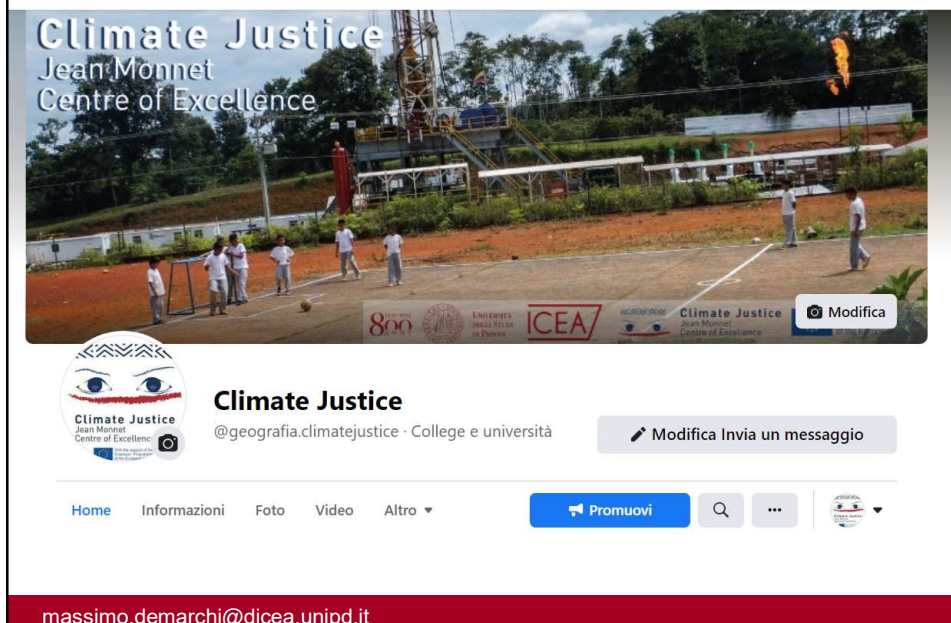 Climate Justice
Jean Monnet
Centre of Excellence
800
UNIVERSITÀ
DEGLI STUDI
DI PADOVA
ICEA
Climate Justice
Jean Monnet
Centre of Excellence
Modifica
Climate Justice
Jean Monnet
Centre of Excellenc
Climate Justice
@geografia.climatejustice · College e università
Modifica Invia un messaggio
Home Informazioni Foto Video Altro
Promuovi
massimo.demarchi@dicea.unipd.it